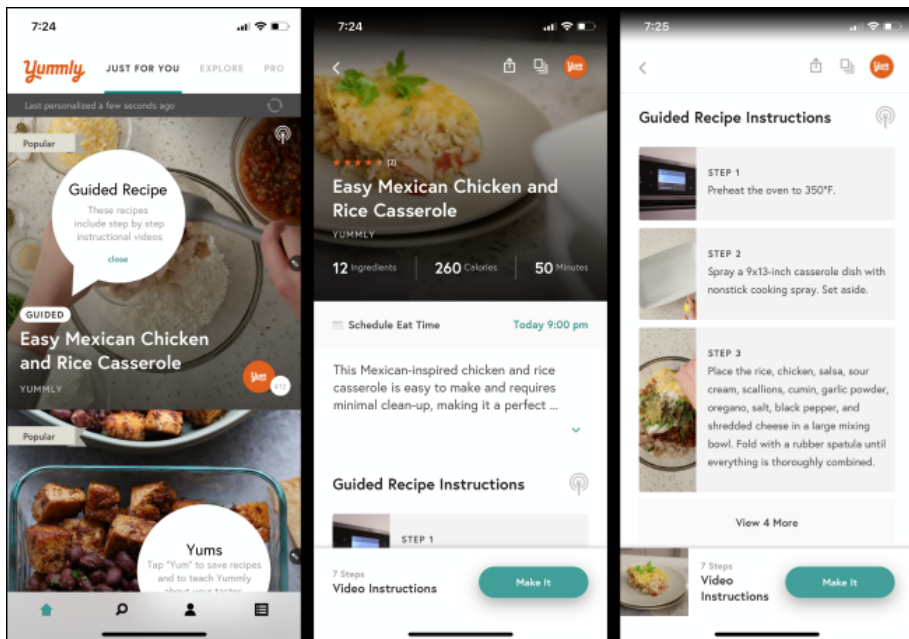 7:24
Yummly
JUST FOR YOU
EXPLORE
PRO
Last personalized a few seconds ago
Popular
Guided Recipe
These recipes
include step by step
instructional videos
close
GUIDED
Easy Mexican Chicken
and Rice Casserole
YUMMLY
Yum
412
Popular
Yums
Tap "Yum" to save recipes
and to teach Yummly
about your tastes
7:24
Yum
(2)
Easy Mexican Chicken and
Rice Casserole
YUMMLY
12 Ingredients
260 Calories
50 Minutes
Schedule Eat Time
Today 9:00 pm
This Mexican-inspired chicken and rice
casserole is easy to make and requires
minimal clean-up, making it a perfect ...
Guided Recipe Instructions
STEP 1
7 Steps
Video Instructions
Make It
7:25
Yum
Guided Recipe Instructions
STEP 1
Preheat the oven to 350°F.
STEP 2
Spray a 9x13-inch casserole dish with
nonstick cooking spray. Set aside.
STEP 3
Place the rice, chicken, salsa, sour
cream, scallions, cumin, garlic powder,
oregano, salt, black pepper, and
shredded cheese in a large mixing
bowl. Fold with a rubber spatula until
everything is thoroughly combined.
View 4 More
7 Steps
Video
Instructions
Make It